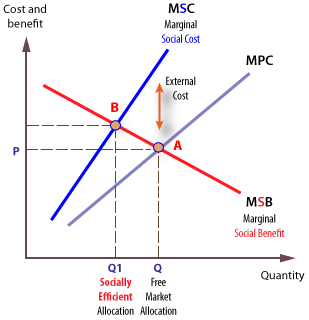 Cost and
benefit
MSC
Marginal
Social Cost
MPC
External
Cost
B
A
P
MSB
Marginal
Social Benefit
Q1
Socially
Efficient
Allocation
Q
Free
Market
Allocation
Quantity